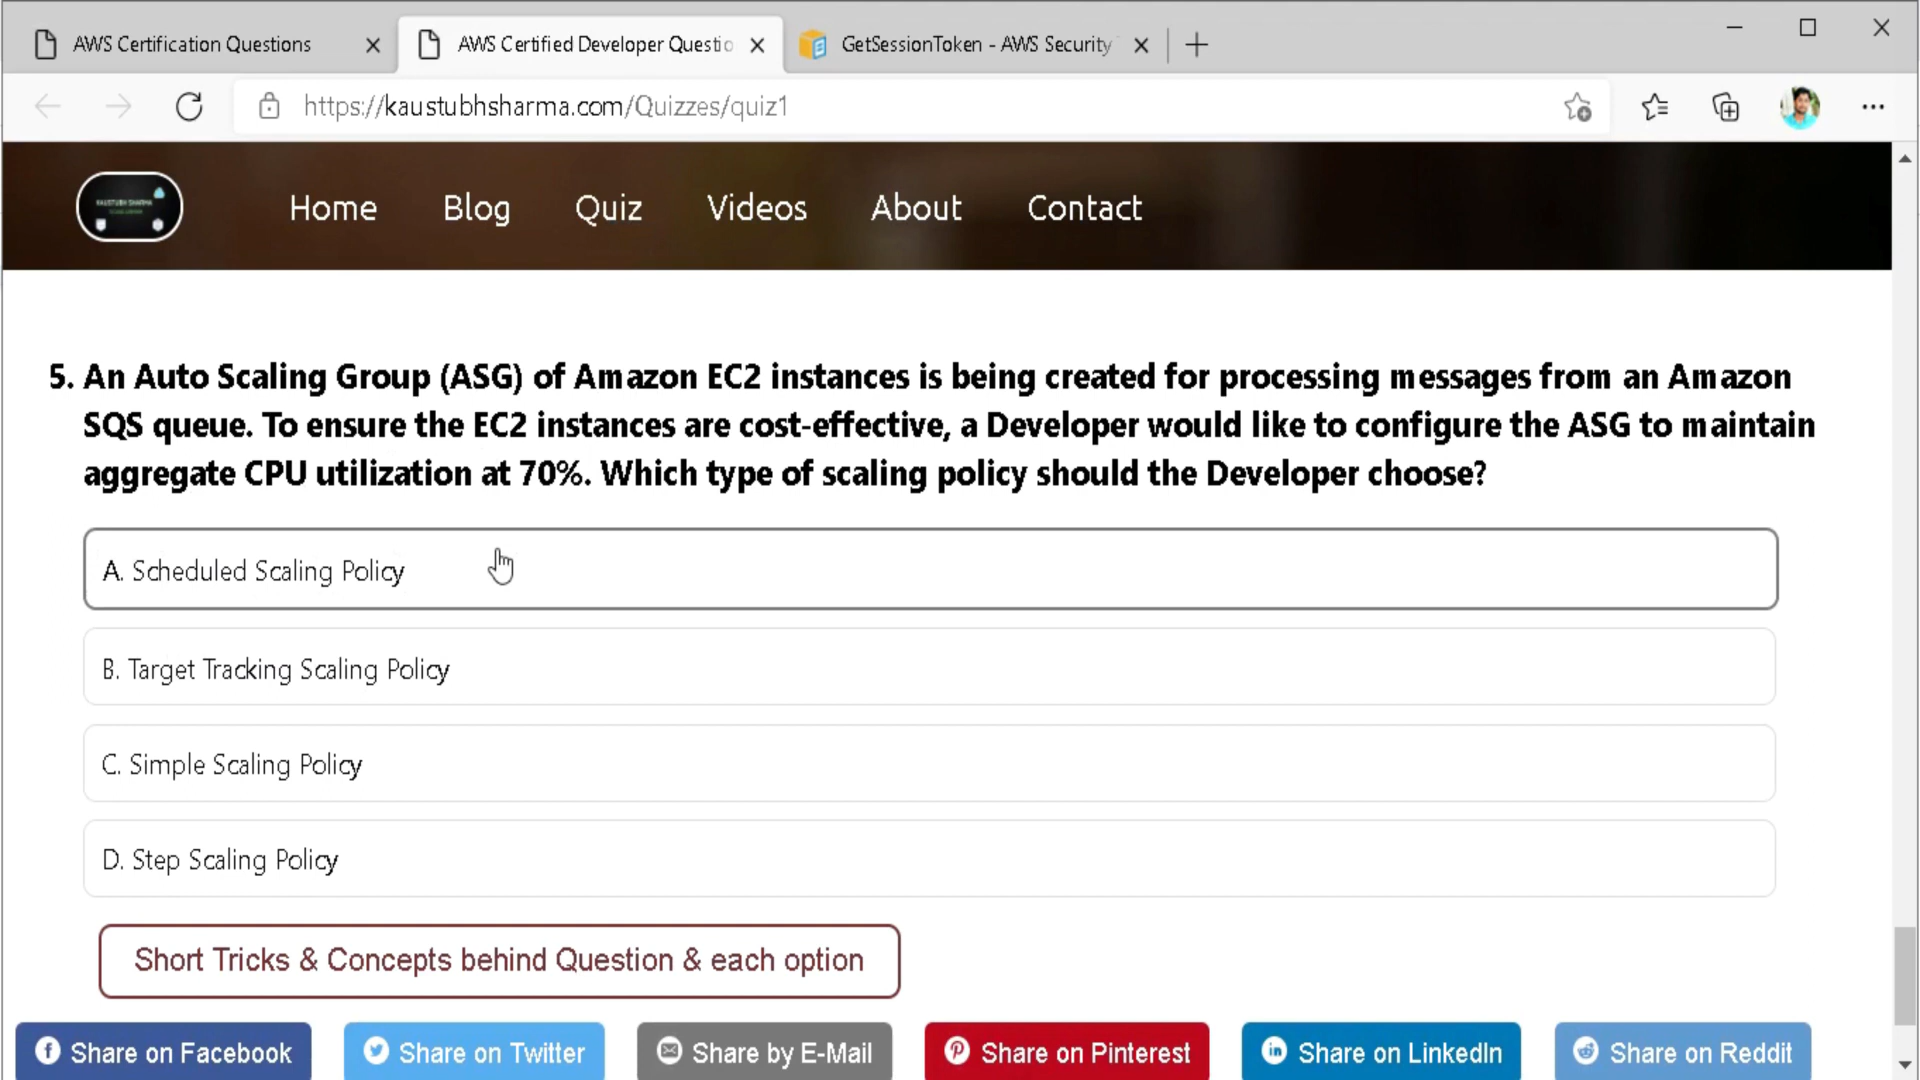 AWS Certification Questions
AWS Certified Developer Questio
GetSessionToken - AWS Security
https://kaustubhsharma.com/Quizzes/quiz1
KAUSTUBH SHARMA
Home Blog Quiz Videos About Contact
5. An Auto Scaling Group (ASG) of Amazon EC2 instances is being created for processing messages from an Amazon
SQS queue. To ensure the EC2 instances are cost-effective, a Developer would like to configure the ASG to maintain
aggregate CPU utilization at 70%. Which type of scaling policy should the Developer choose?
A. Scheduled Scaling Policy
B. Target Tracking Scaling Policy
C. Simple Scaling Policy
D. Step Scaling Policy
Short Tricks & Concepts behind Question & each option
Share on Facebook
Share on Twitter
Share by E-Mail
Share on Pinterest
Share on LinkedIn
Share on Reddit